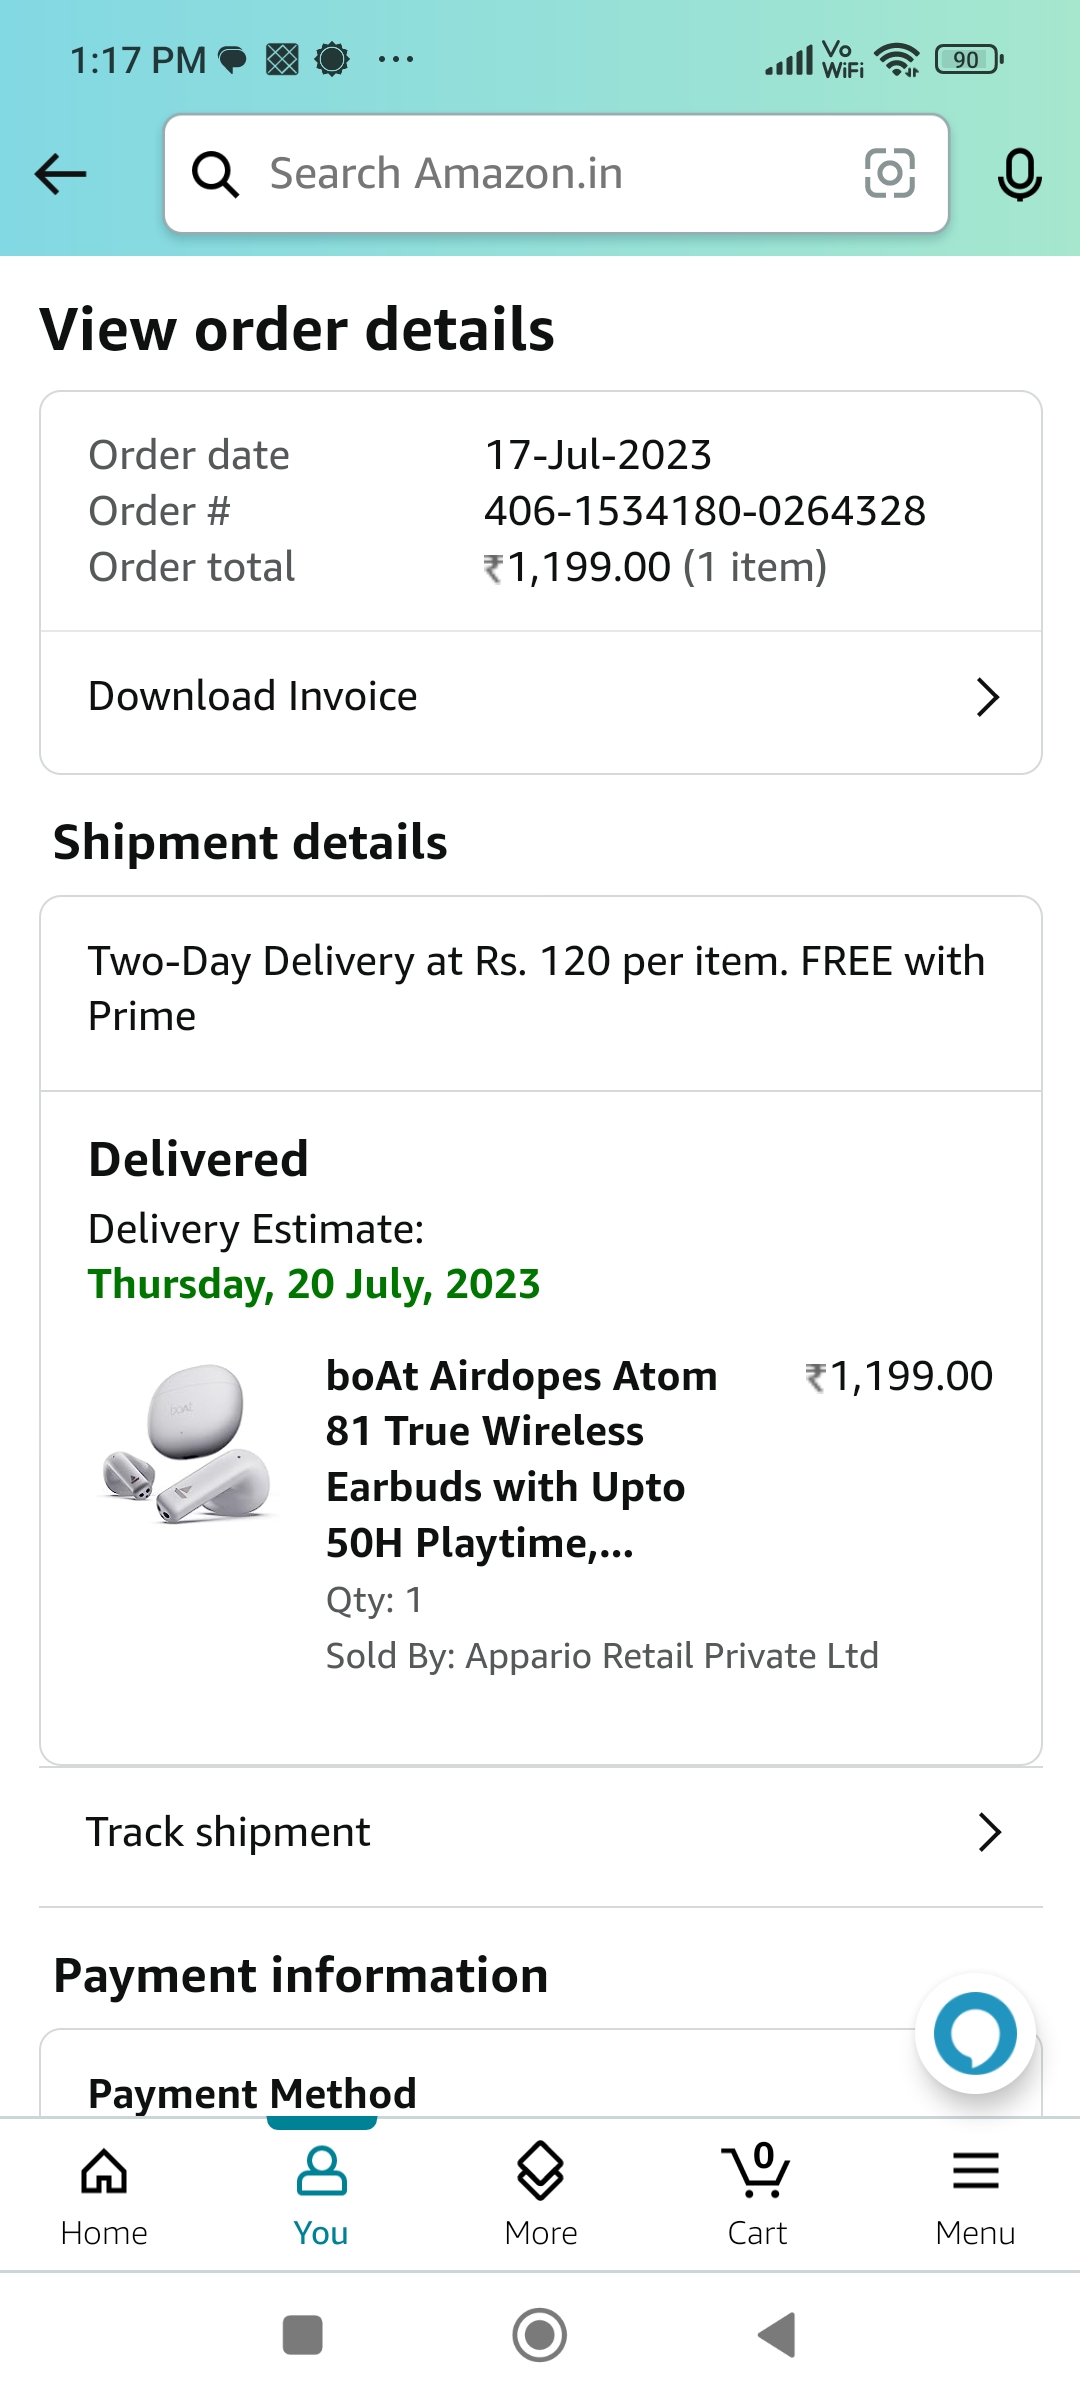 1:17 PM ... Vo WiFi 90
Search Amazon.in
View order details
Order date 17-Jul-2023
Order # 406-1534180-0264328
Order total ₹1,199.00 (1 item)
Download Invoice
Shipment details
Two-Day Delivery at Rs. 120 per item. FREE with
Prime
Delivered
Delivery Estimate:
Thursday, 20 July, 2023
boAt
boAt Airdopes Atom ₹1,199.00
81 True Wireless
Earbuds with Upto
50H Playtime,...
Qty: 1
Sold By: Appario Retail Private Ltd
Track shipment
Payment information
Payment Method
0
Home You More Cart Menu